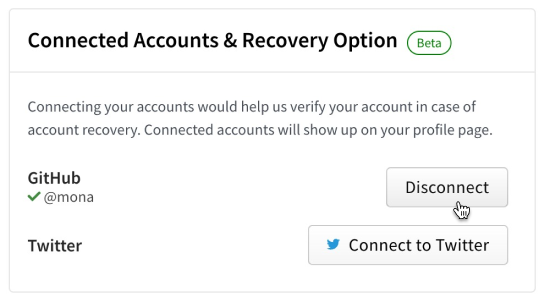 Connected Accounts & Recovery Option Beta
Connecting your accounts would help us verify your account in case of
account recovery. Connected accounts will show up on your profile page.
GitHub
@mona
Disconnect
Twitter
Connect to Twitter